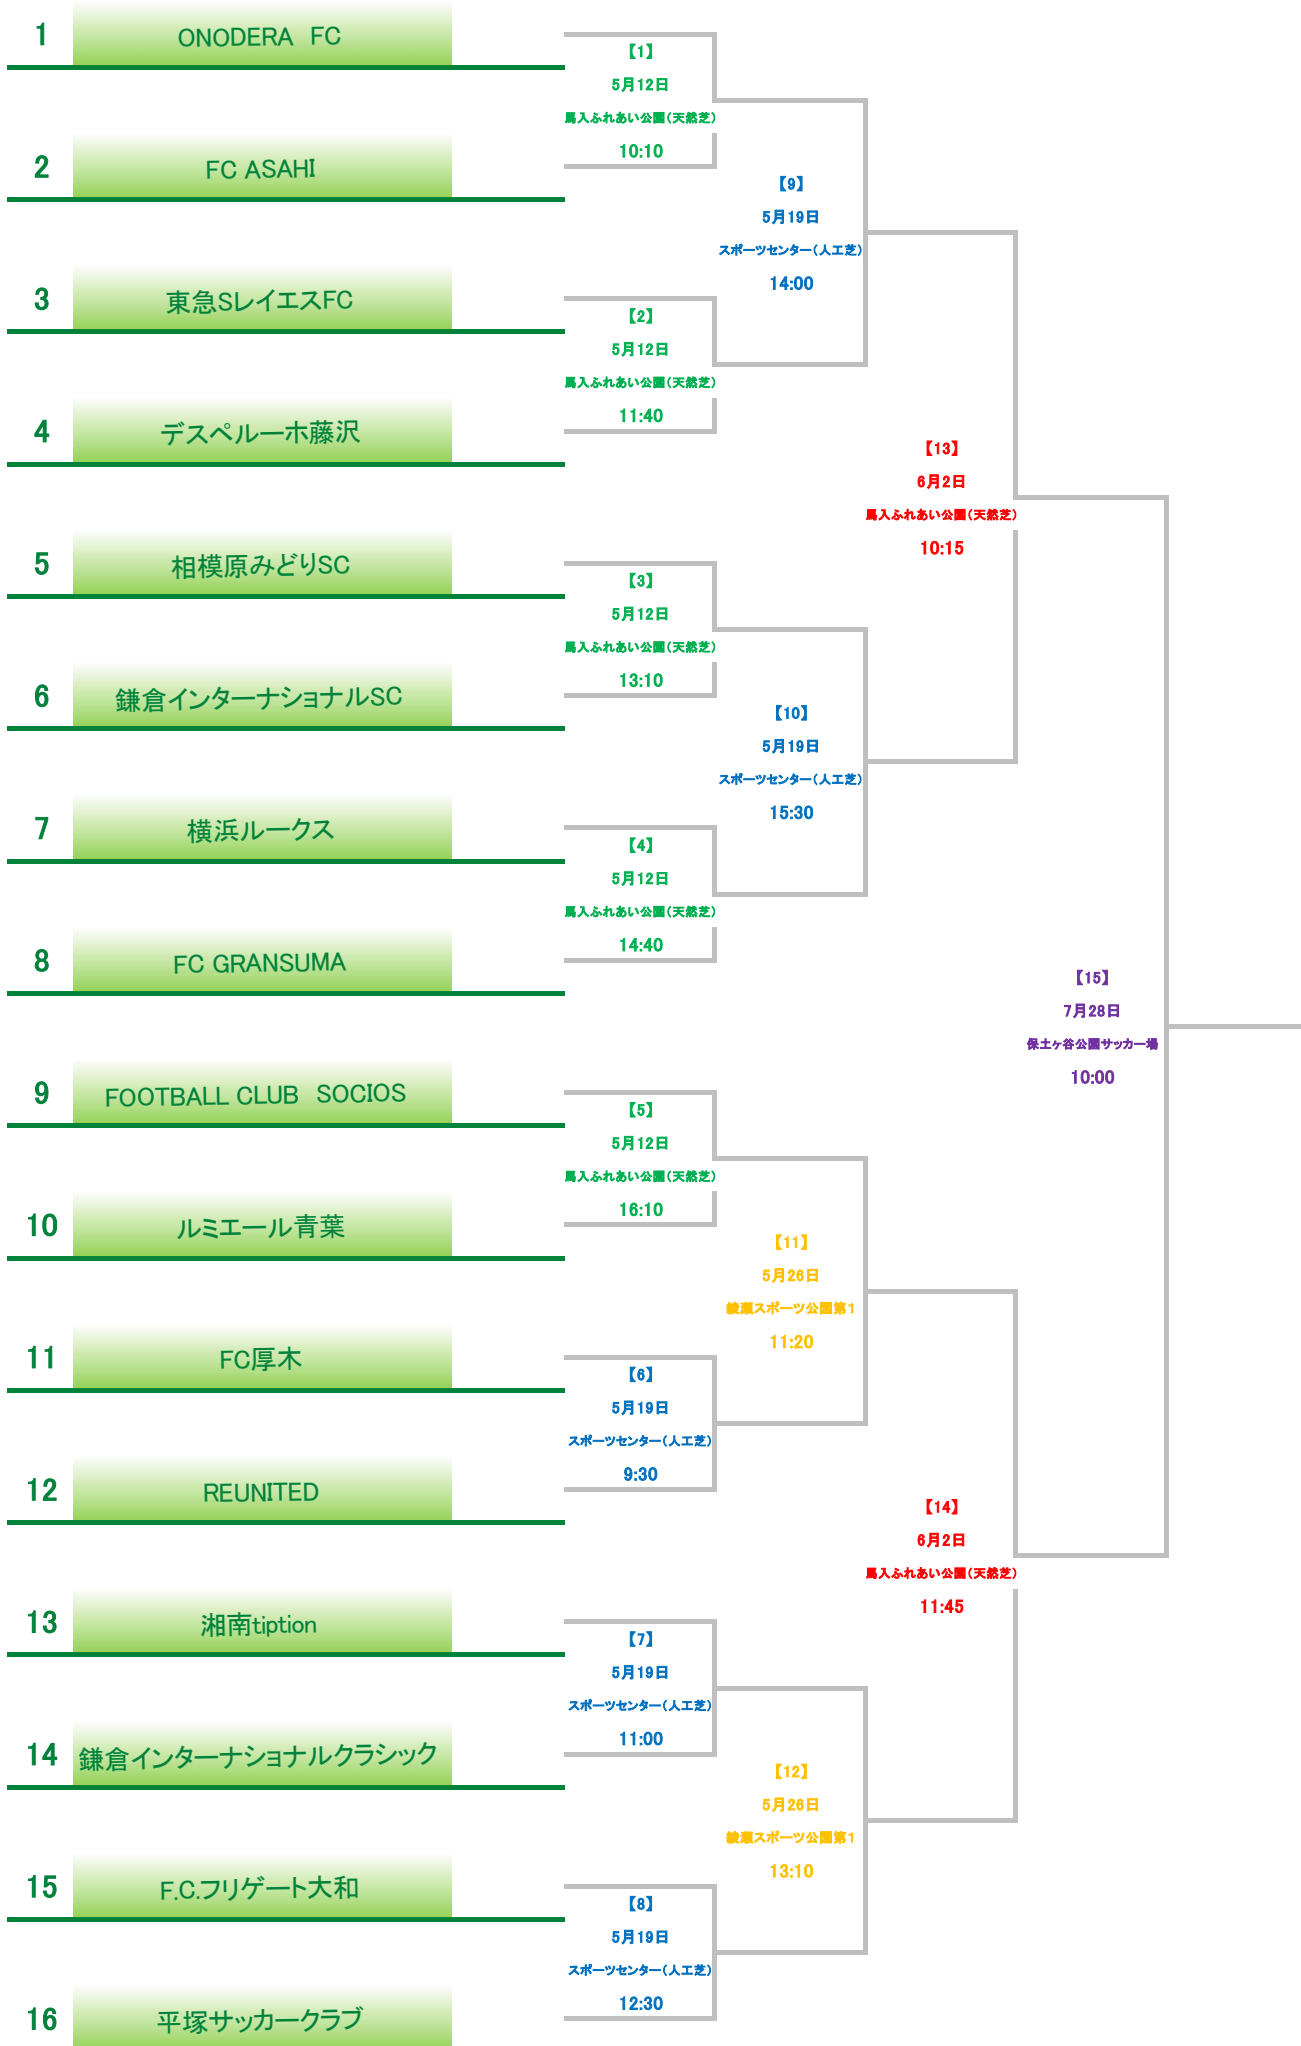 1
ONODERA　FC
2
FC ASAHI
3
東急SレイエスFC
4
デスペルーホ藤沢
5
相模原みどりSC
6
鎌倉インターナショナルSC
7
横浜ルークス
8
FC GRANSUMA
9
FOOTBALL CLUB　SOCIOS
10
ルミエール青葉
11
FC厚木
12
REUNITED
13
湘南tiption
14
鎌倉インターナショナルクラシック
15
F.C.フリゲート大和
16
平塚サッカークラブ
【1】
5月12日
馬入ふれあい公園(天然芝)
10:10
【2】
5月12日
馬入ふれあい公園(天然芝)
11:40
【3】
5月12日
馬入ふれあい公園(天然芝)
13:10
【4】
5月12日
馬入ふれあい公園(天然芝)
14:40
【5】
5月12日
馬入ふれあい公園(天然芝)
16:10
【6】
5月19日
スポーツセンター(人工芝)
9:30
【7】
5月19日
スポーツセンター(人工芝)
11:00
【8】
5月19日
スポーツセンター(人工芝)
12:30
【9】
5月19日
スポーツセンター(人工芝)
14:00
【10】
5月19日
スポーツセンター(人工芝)
15:30
【11】
5月26日
綾瀬スポーツ公園第1
11:20
【12】
5月26日
綾瀬スポーツ公園第1
13:10
【13】
6月2日
馬入ふれあい公園(天然芝)
10:15
【14】
6月2日
馬入ふれあい公園(天然芝)
11:45
【15】
7月28日
保土ヶ谷公園サッカー場
10:00